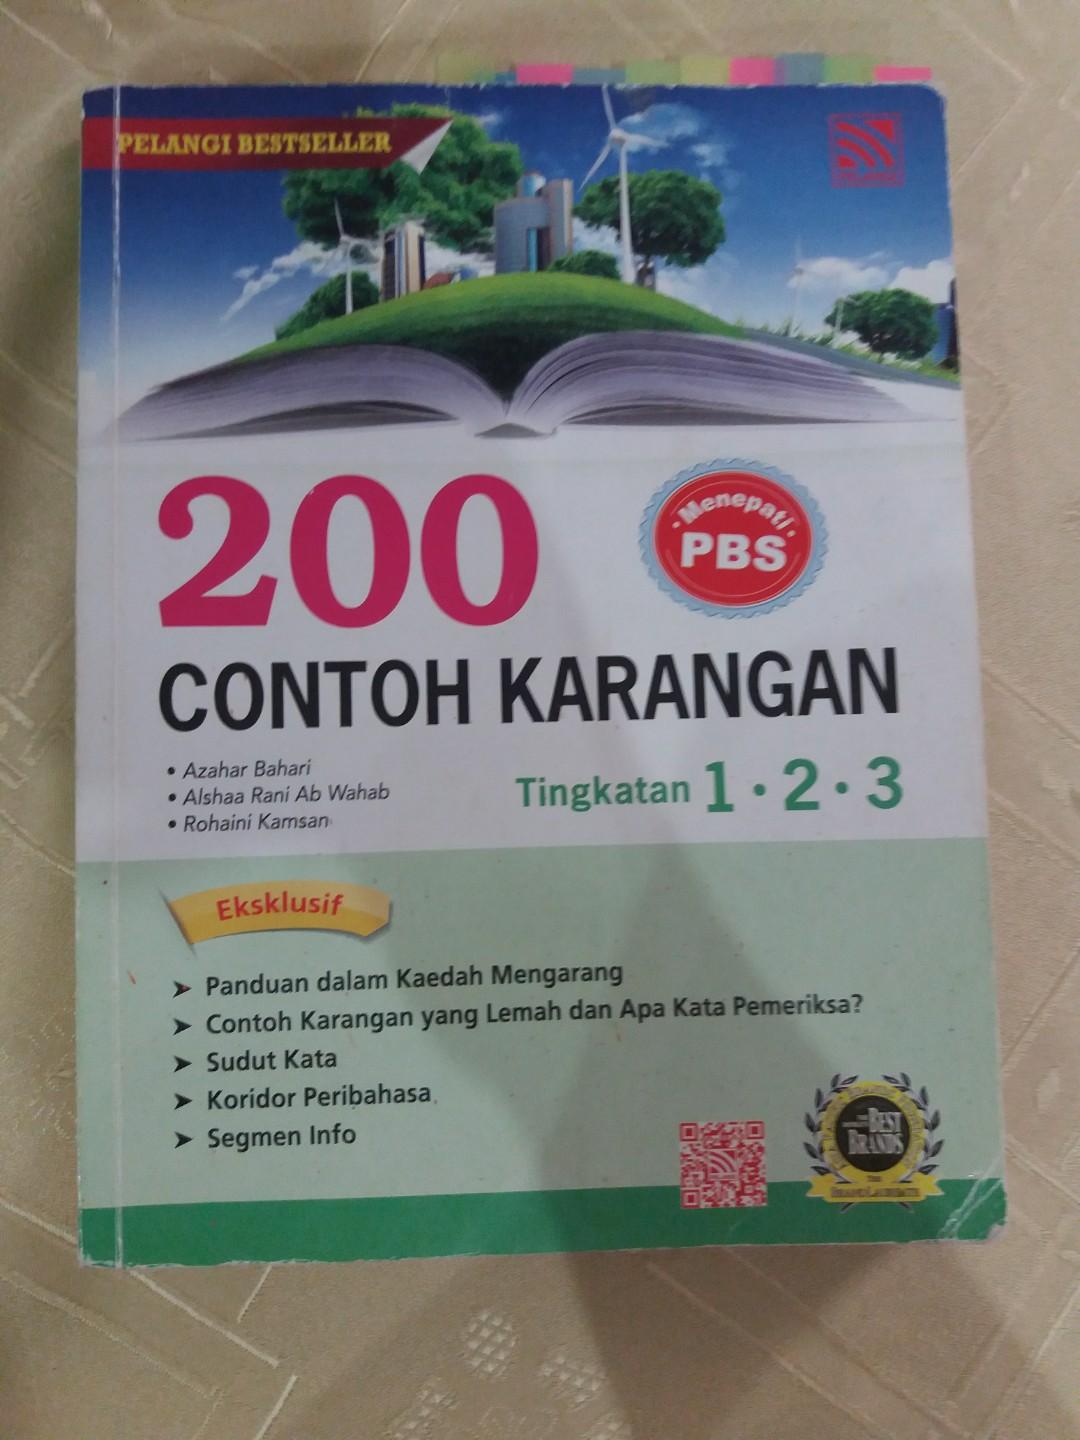 PELANGI BESTSELLER
200
Menepati
PBS
CONTOH KARANGAN
• Azahar Bahari
• Alshaa Rani Ab Wahab
• Rohaini Kamsan
Tingkatan 1 • 2 • 3
Eksklusif
➤ Panduan dalam Kaedah Mengarang
➤ Contoh Karangan yang Lemah dan Apa Kata Pemeriksa?
➤ Sudut Kata
➤ Koridor Peribahasa
➤ Segmen Info
BEST
BRANDS
THE
BRANDLAUREATE